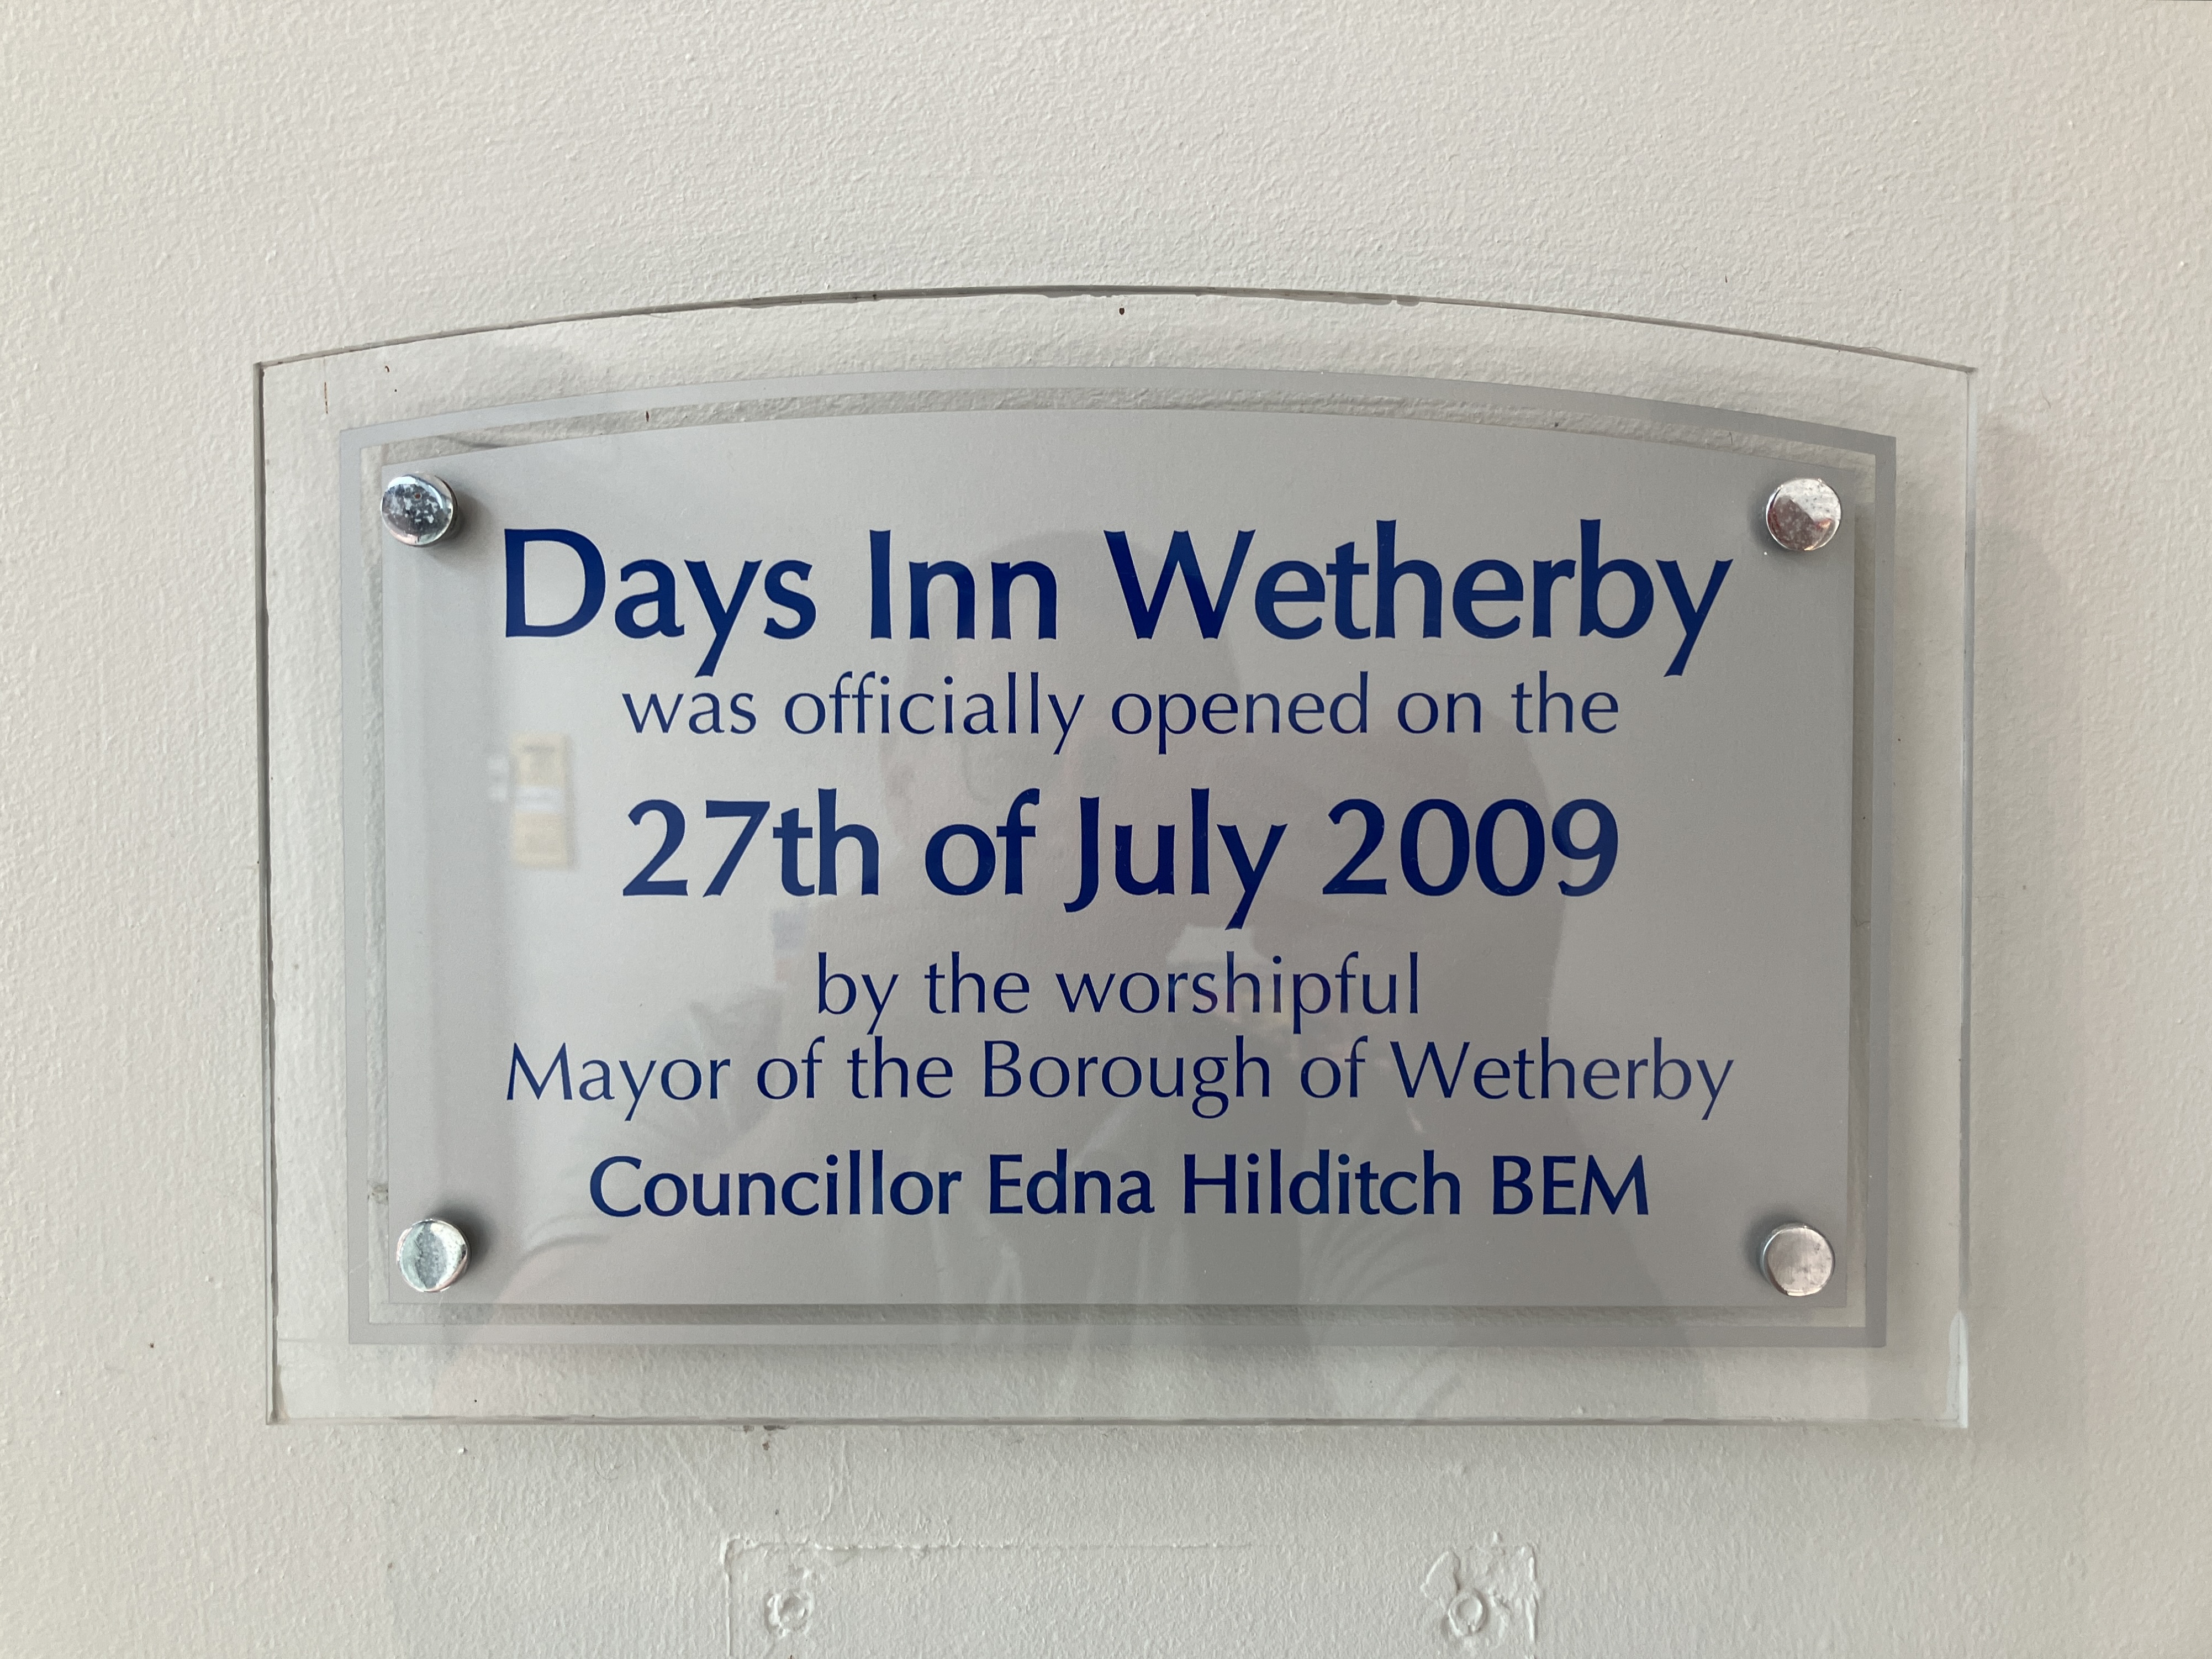 Days Inn Wetherby
was officially opened on the
27th of July 2009
by the worshipful
Mayor of the Borough of Wetherby
Councillor Edna Hilditch BEM